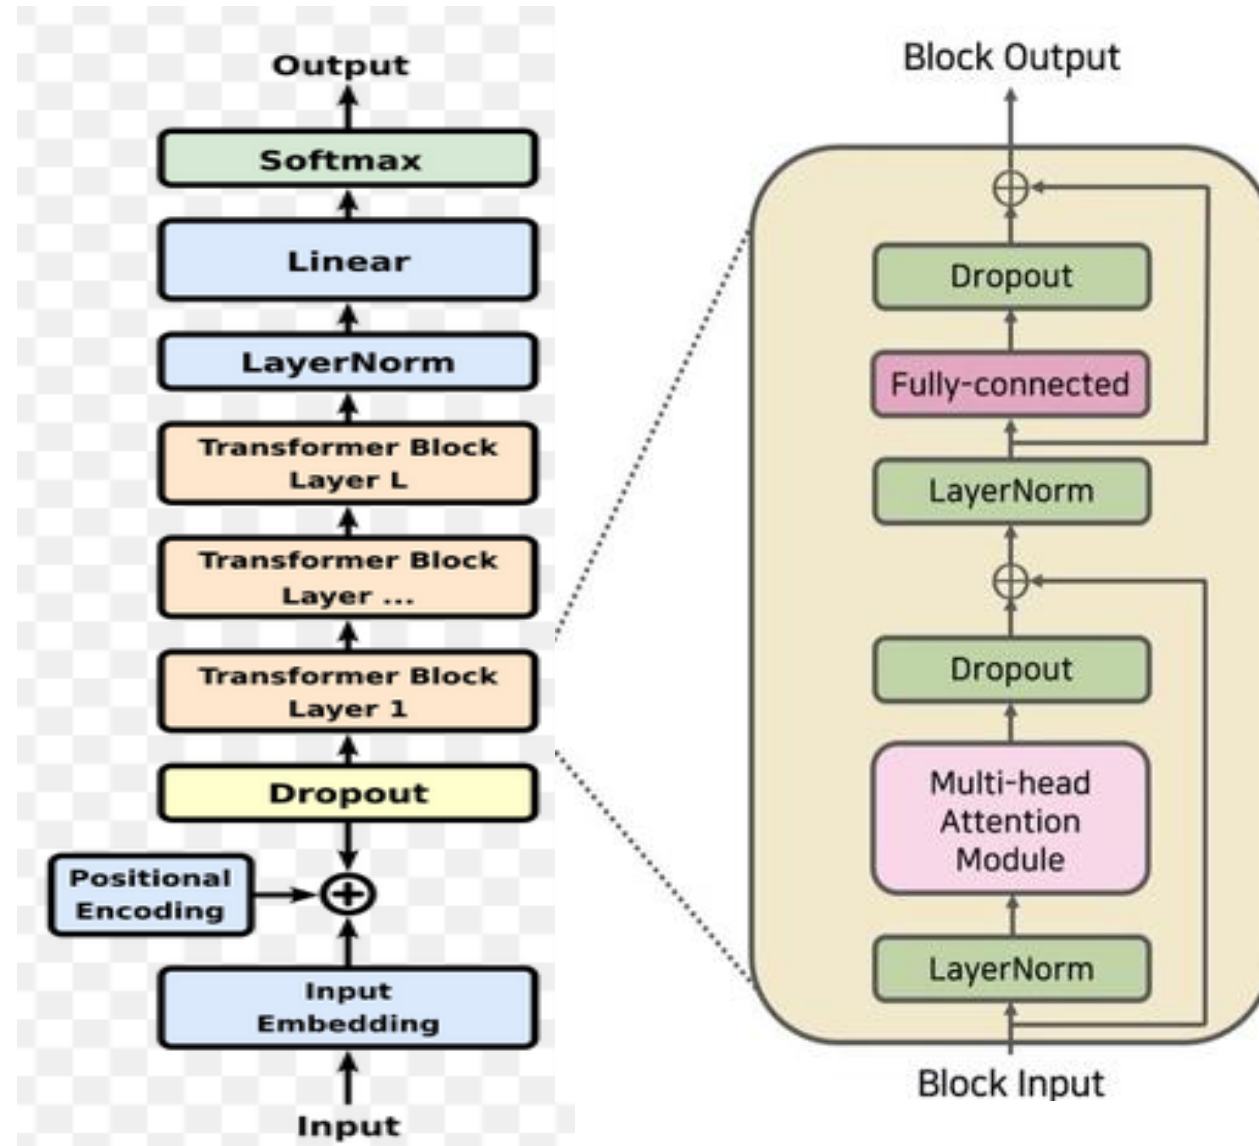 Output
Softmax
Linear
LayerNorm
Transformer Block
Layer L
Transformer Block
Layer ...
Transformer Block
Layer 1
Dropout
Positional
Encoding
Input
Embedding
Input
Block Output
Dropout
Fully-connected
LayerNorm
Dropout
Multi-head
Attention
Module
LayerNorm
Block Input